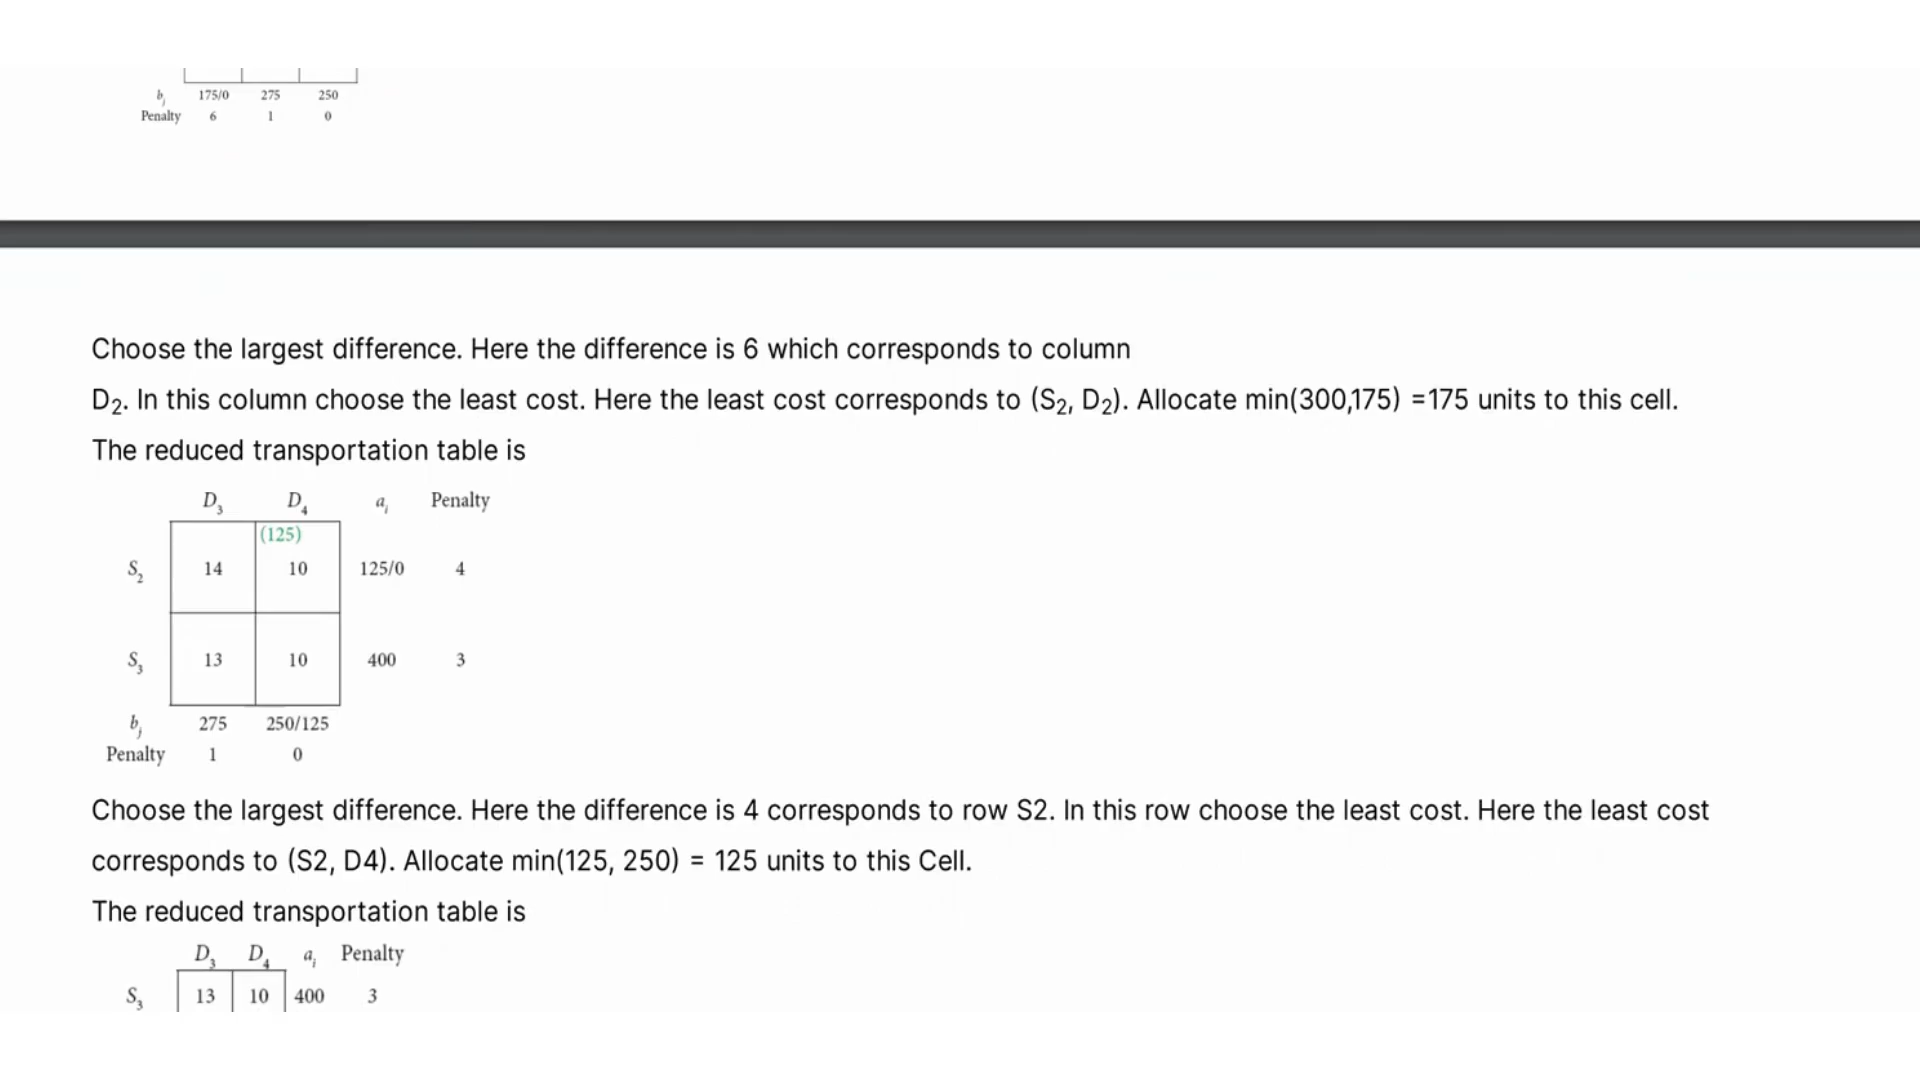 b_j 175/0 275 250
Penalty 6 1 0
Choose the largest difference. Here the difference is 6 which corresponds to column
D₂. In this column choose the least cost. Here the least cost corresponds to (S₂, D₂). Allocate min(300,175) =175 units to this cell.
The reduced transportation table is
D₃ D₄ a_i Penalty
(125)
S₂ 14 10 125/0 4
S₃ 13 10 400 3
b_j 275 250/125
Penalty 1 0
Choose the largest difference. Here the difference is 4 corresponds to row S2. In this row choose the least cost. Here the least cost
corresponds to (S2, D4). Allocate min(125, 250) = 125 units to this Cell.
The reduced transportation table is
D₃ D₄ a_i Penalty
S₃ 13 10 400 3